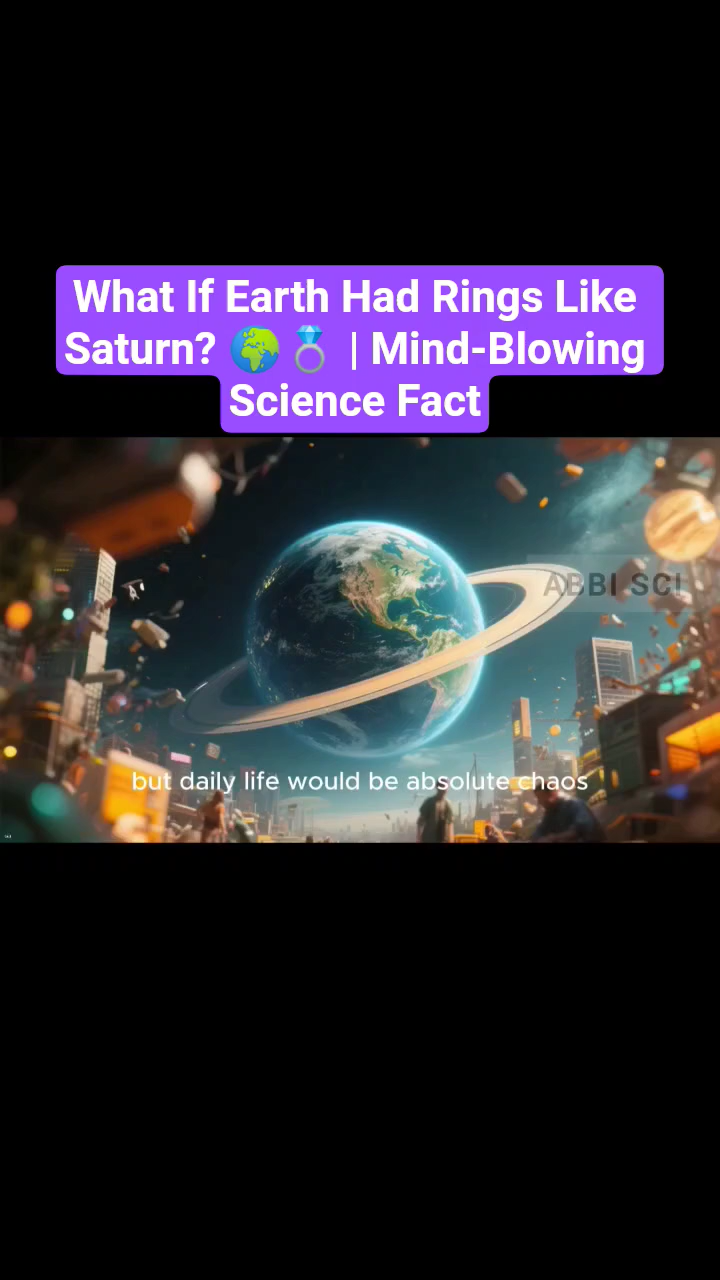 What If Earth Had Rings Like
Saturn? 🌍💍 | Mind-Blowing
Science Fact
ABBI SCI
but daily life would be absolute chaos